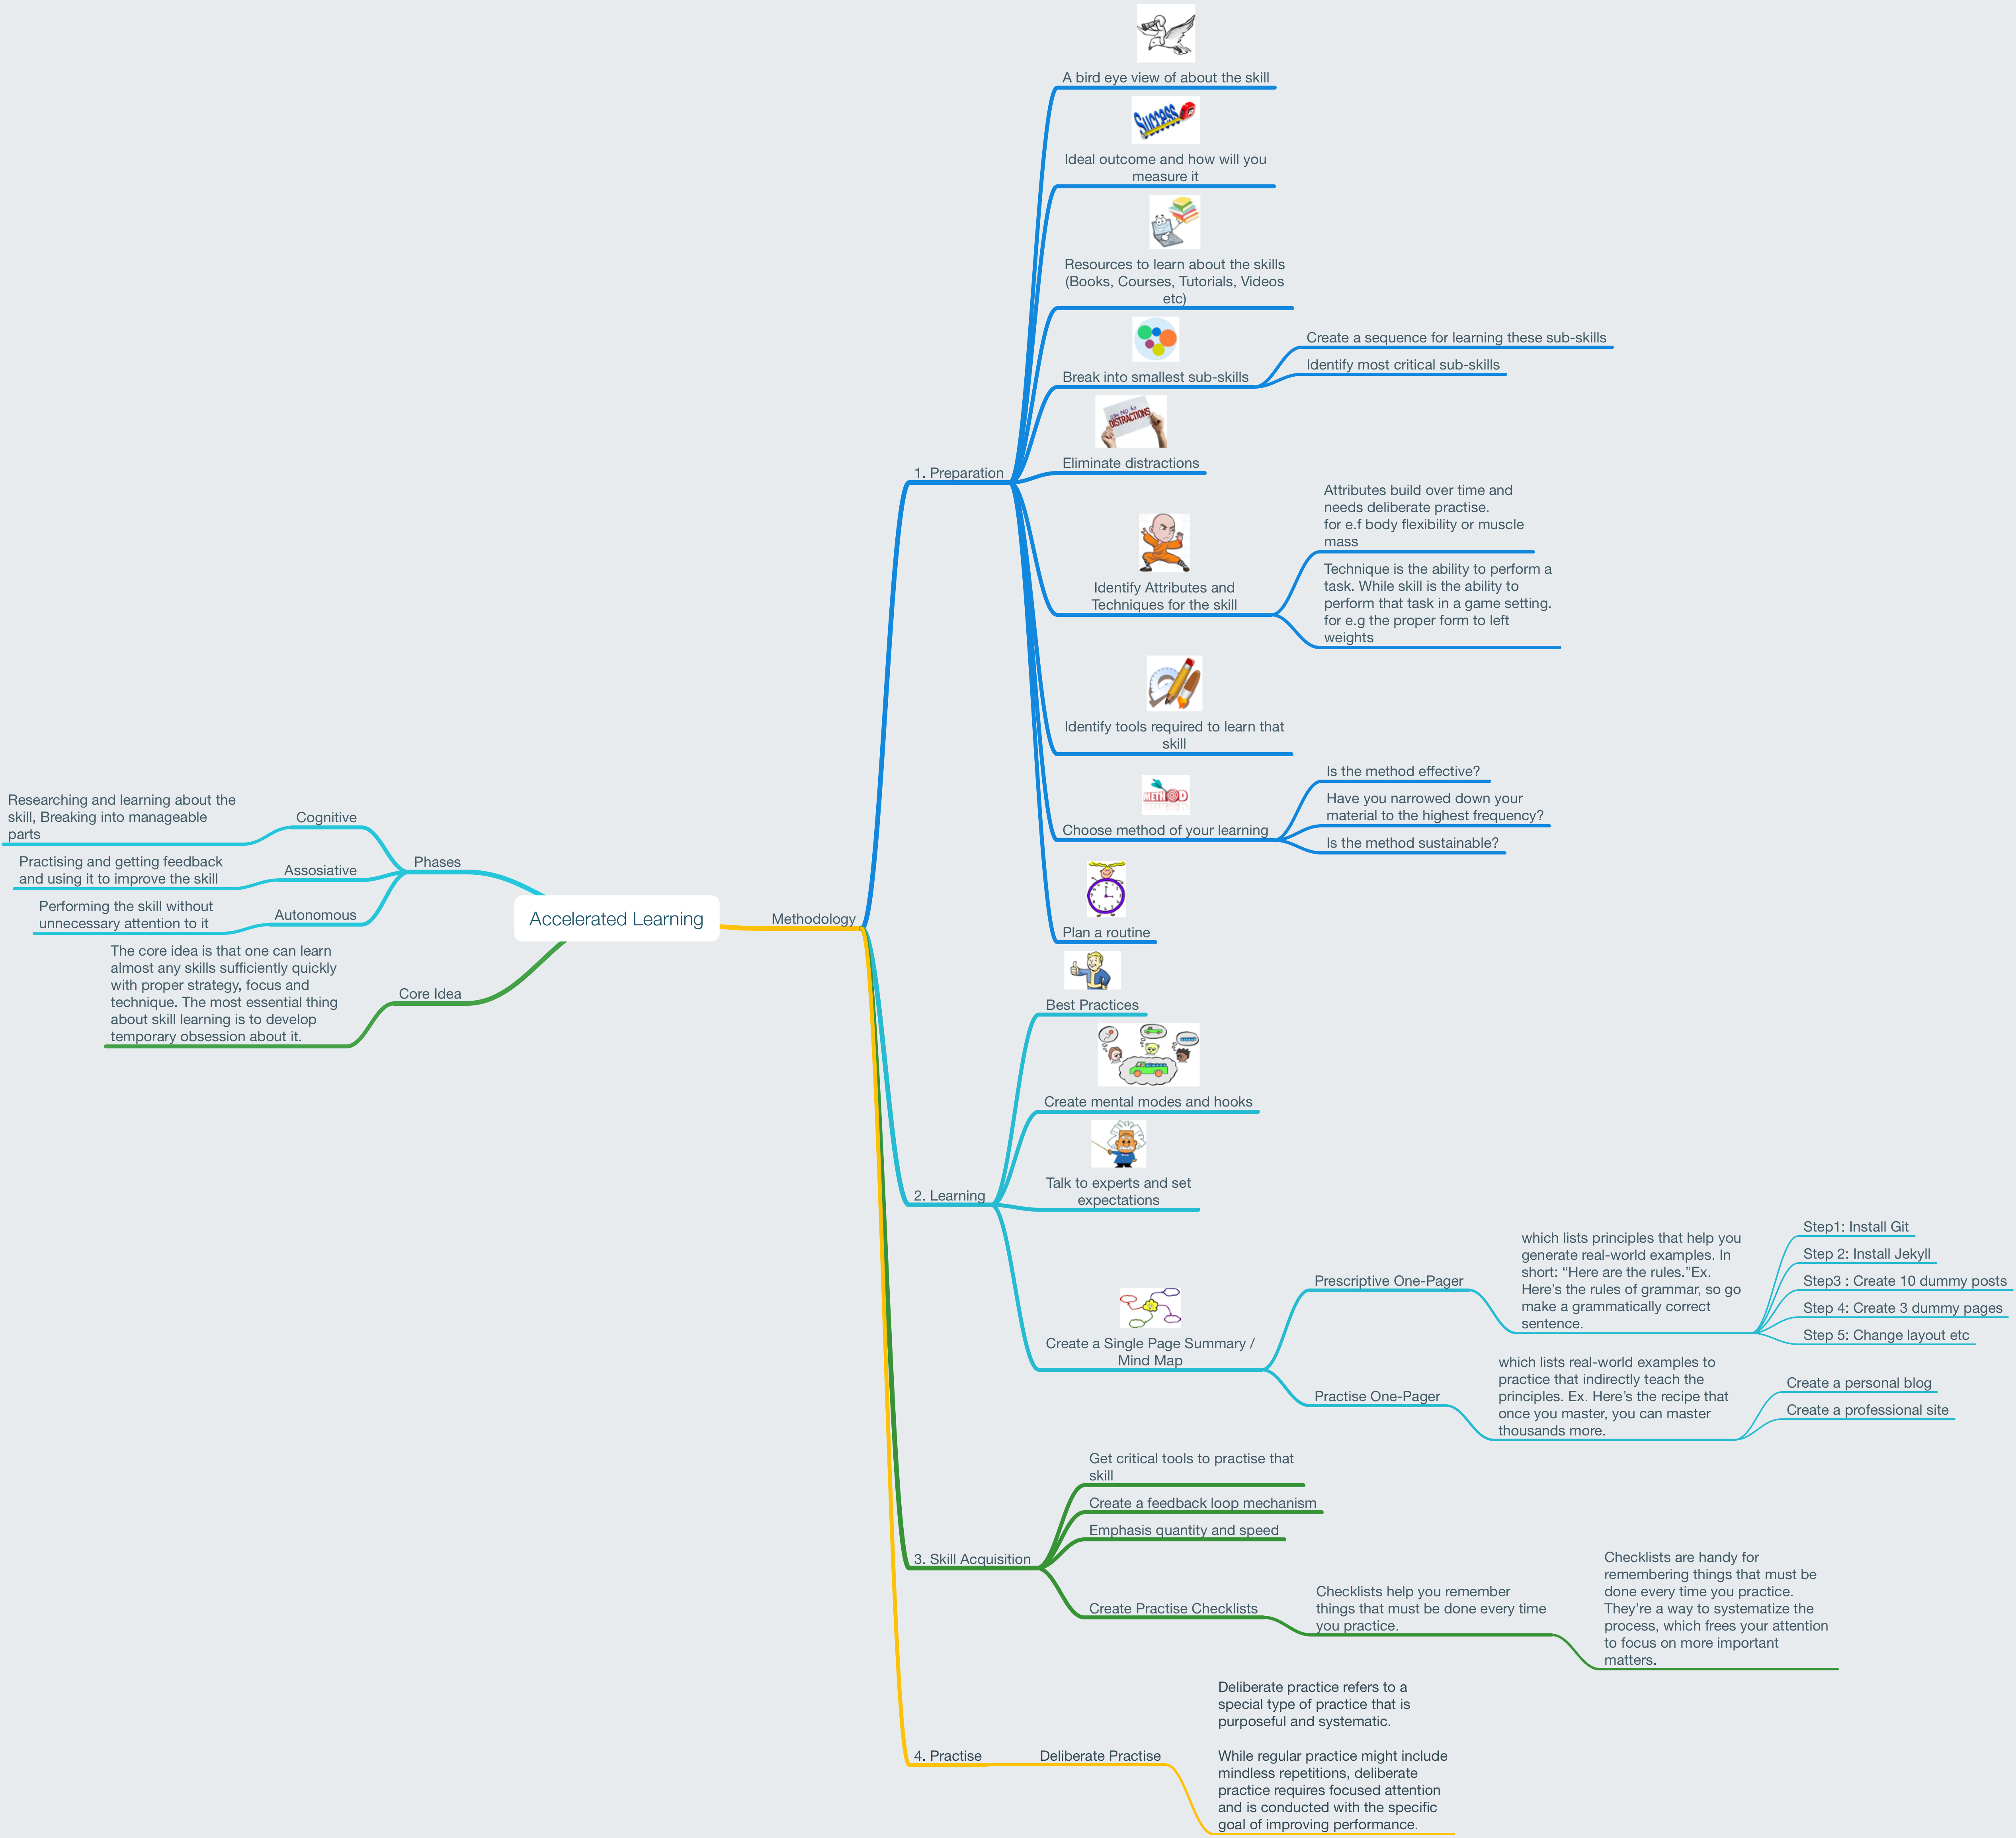 Accelerated Learning
Phases
Cognitive
Researching and learning about the
skill, Breaking into manageable
parts
Assosiative
Practising and getting feedback
and using it to improve the skill
Autonomous
Performing the skill without
unnecessary attention to it
Core Idea
The core idea is that one can learn
almost any skills sufficiently quickly
with proper strategy, focus and
technique. The most essential thing
about skill learning is to develop
temporary obsession about it.
Methodology
1. Preparation
A bird eye view of about the skill
Success
Ideal outcome and how will you
measure it
Resources to learn about the skills
(Books, Courses, Tutorials, Videos
etc)
Break into smallest sub-skills
Create a sequence for learning these sub-skills
Identify most critical sub-skills
SAY NO to
DISTRACTIONS
Eliminate distractions
Identify Attributes and
Techniques for the skill
Attributes build over time and
needs deliberate practise.
for e.f body flexibility or muscle
mass
Technique is the ability to perform a
task. While skill is the ability to
perform that task in a game setting.
for e.g the proper form to left
weights
Identify tools required to learn that
skill
METHOD
Choose method of your learning
Is the method effective?
Have you narrowed down your
material to the highest frequency?
Is the method sustainable?
Plan a routine
2. Learning
Best Practices
Create mental modes and hooks
Talk to experts and set
expectations
Create a Single Page Summary /
Mind Map
Prescriptive One-Pager
which lists principles that help you
generate real-world examples. In
short: “Here are the rules.”Ex.
Here’s the rules of grammar, so go
make a grammatically correct
sentence.
Step1: Install Git
Step 2: Install Jekyll
Step3 : Create 10 dummy posts
Step 4: Create 3 dummy pages
Step 5: Change layout etc
Practise One-Pager
which lists real-world examples to
practice that indirectly teach the
principles. Ex. Here’s the recipe that
once you master, you can master
thousands more.
Create a personal blog
Create a professional site
3. Skill Acquisition
Get critical tools to practise that
skill
Create a feedback loop mechanism
Emphasis quantity and speed
Create Practise Checklists
Checklists help you remember
things that must be done every time
you practice.
Checklists are handy for
remembering things that must be
done every time you practice.
They’re a way to systematize the
process, which frees your attention
to focus on more important
matters.
4. Practise
Deliberate Practise
Deliberate practice refers to a
special type of practice that is
purposeful and systematic.
While regular practice might include
mindless repetitions, deliberate
practice requires focused attention
and is conducted with the specific
goal of improving performance.